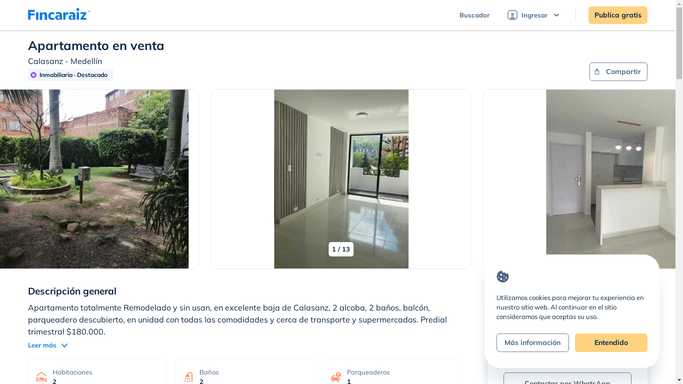 Fincaraiz
Buscador
Ingresar
Publica gratis
Apartamento en venta
Calasanz - Medellín
Inmobiliaria · Destacado
Compartir
1 / 13
Descripción general
Apartamento totalmente Remodelado y sin usan, en excelente baja de Calasanz, 2 alcoba, 2 baños, balcón,
parqueadero descubierto, en unidad con todas las comodidades y cerca de transporte y supermercados. Predial
trimestral $180.000.
Leer más
Habitaciones
2
Baños
2
Parqueaderos
1
Utilizamos cookies para mejorar tu experiencia en
nuestro sitio web. Al continuar en el sitio
consideramos que aceptas su uso.
Más información
Entendido
Contactar por WhatsApp